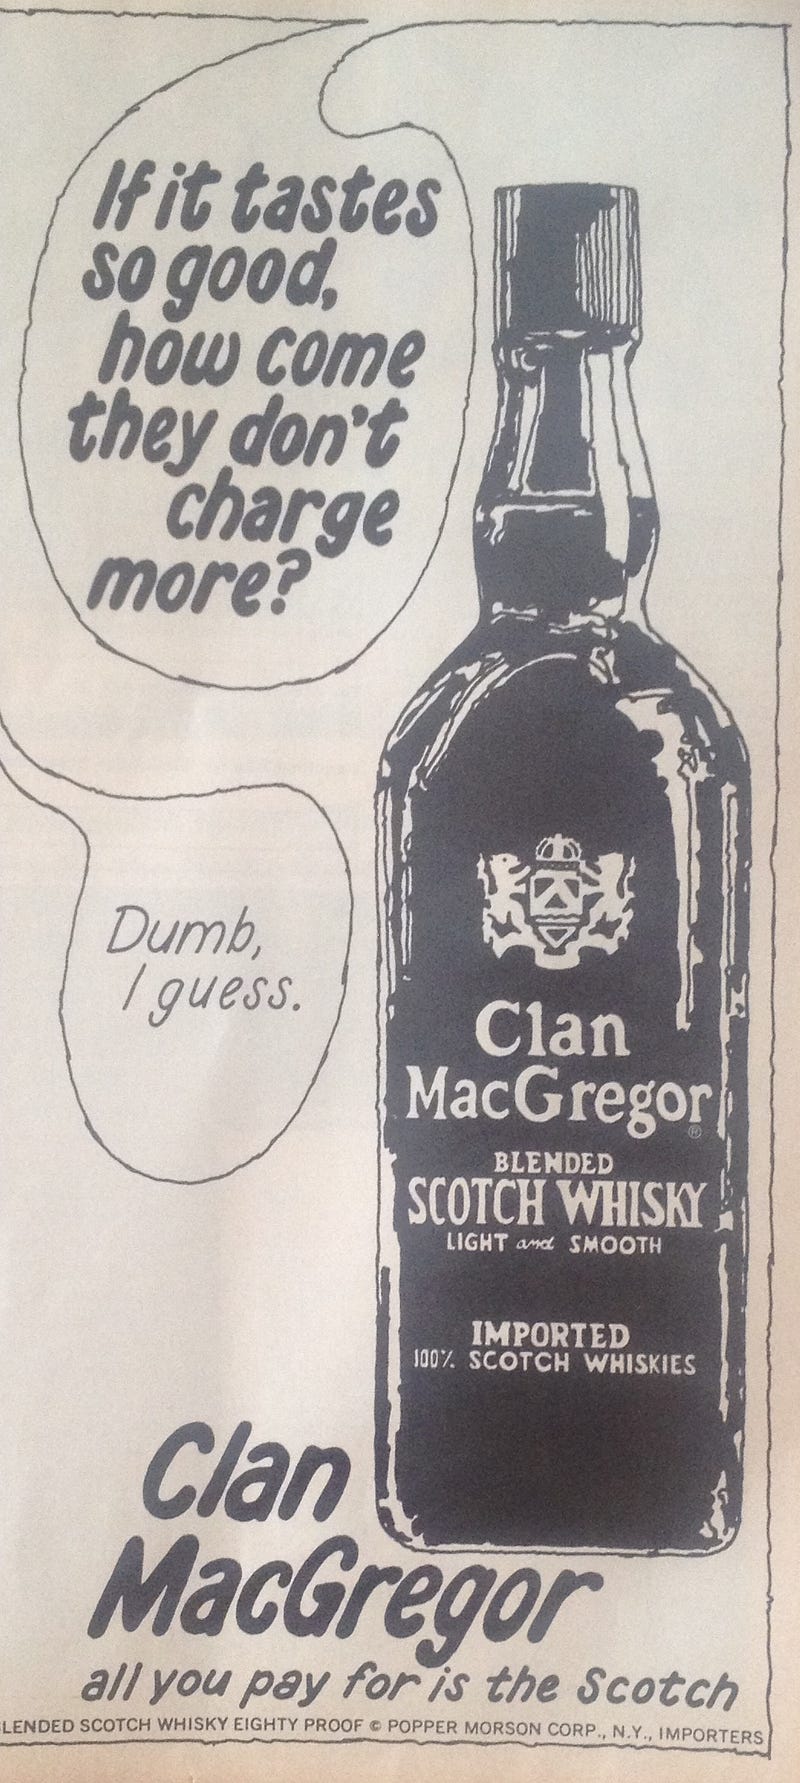 If it tastes
so good,
how come
they don't
charge
more?
Dumb,
I guess.
Clan
MacGregor
®
BLENDED
SCOTCH WHISKY
LIGHT and SMOOTH
IMPORTED
100% SCOTCH WHISKIES
Clan
MacGregor
all you pay for is the Scotch
LENDED SCOTCH WHISKY EIGHTY PROOF © POPPER MORSON CORP., N.Y., IMPORTERS